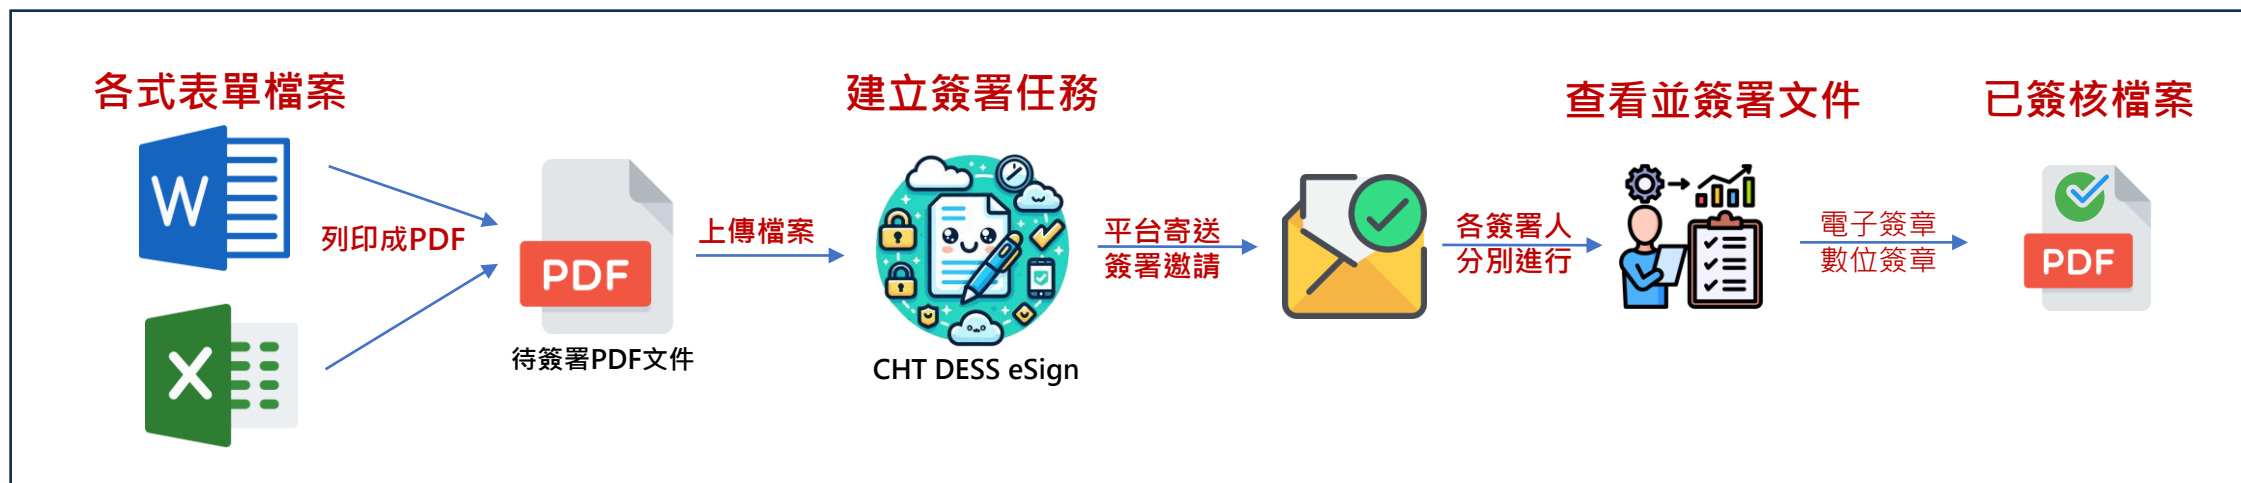 各式表單檔案
W
X
列印成PDF
PDF
待簽署PDF文件
上傳檔案
建立簽署任務
CHT DESS eSign
平台寄送
簽署邀請
各簽署人
分別進行
查看並簽署文件
電子簽章
數位簽章
已簽核檔案
PDF